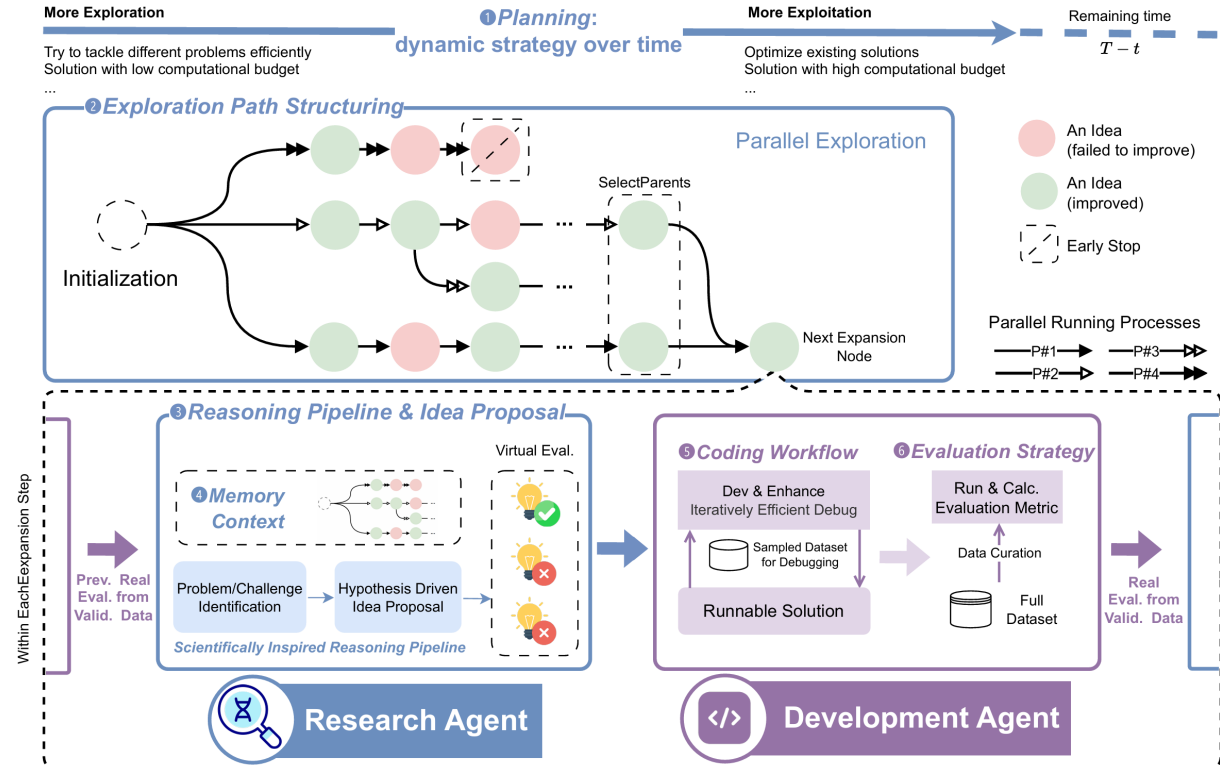 More Exploration
❶Planning:
dynamic strategy over time
More Exploitation
Remaining time
T − t
Try to tackle different problems efficiently
Solution with low computational budget
...
Optimize existing solutions
Solution with high computational budget
...
❷Exploration Path Structuring
Parallel Exploration
An Idea
(failed to improve)
An Idea
(improved)
Early Stop
SelectParents
Initialization
...
...
...
Next Expansion
Node
Parallel Running Processes
P#1
P#3
P#2
P#4
Within EachEexpansion Step
Prev. Real
Eval. from
Valid. Data
❸Reasoning Pipeline & Idea Proposal
Virtual Eval.
❹Memory
Context
Problem/Challenge
Identification
Hypothesis Driven
Idea Proposal
Scientifically Inspired Reasoning Pipeline
❺Coding Workflow
Dev & Enhance
Iteratively Efficient Debug
Sampled Dataset
for Debugging
Runnable Solution
❻Evaluation Strategy
Run & Calc.
Evaluation Metric
Data Curation
Full
Dataset
Real
Eval. from
Valid. Data
Research Agent
</>
Development Agent